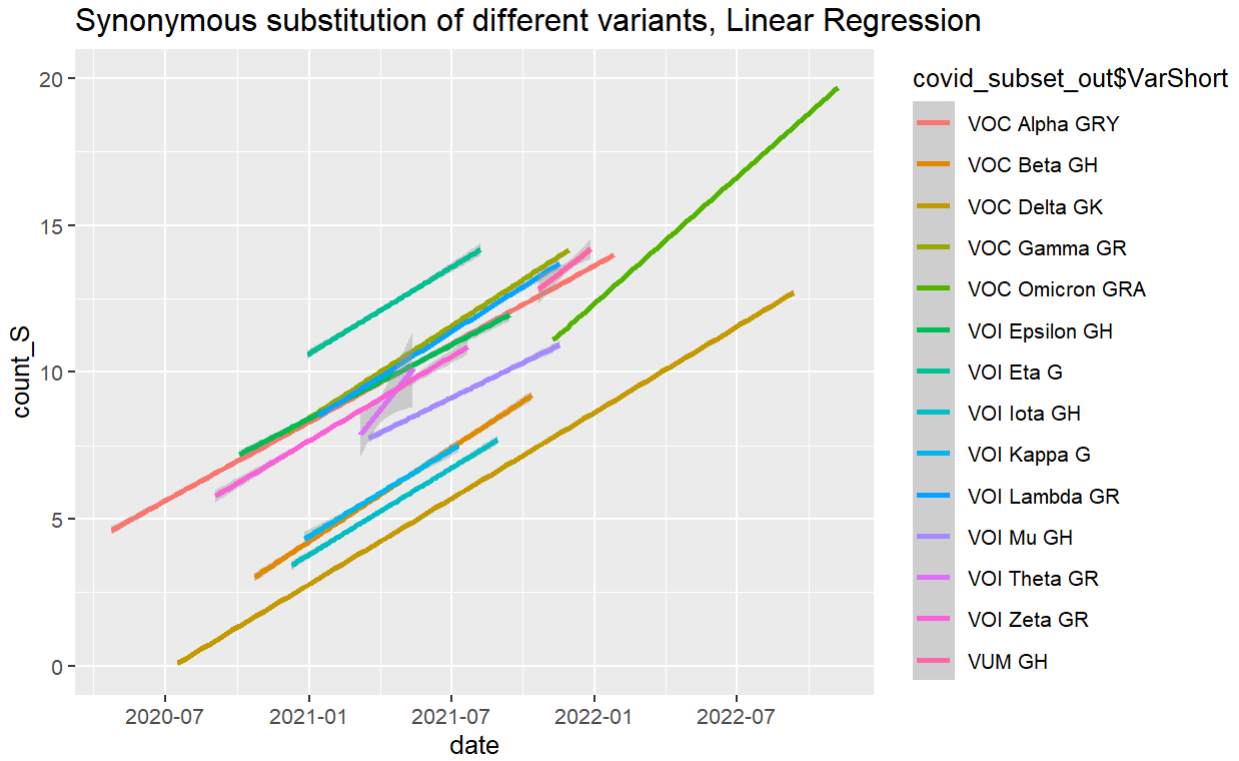 Synonymous substitution of different variants, Linear Regression
count_S
20
15
10
5
0
2020-07
2021-01
2021-07
2022-01
2022-07
date
covid_subset_out$VarShort
VOC Alpha GRY
VOC Beta GH
VOC Delta GK
VOC Gamma GR
VOC Omicron GRA
VOI Epsilon GH
VOI Eta G
VOI Iota GH
VOI Kappa G
VOI Lambda GR
VOI Mu GH
VOI Theta GR
VOI Zeta GR
VUM GH